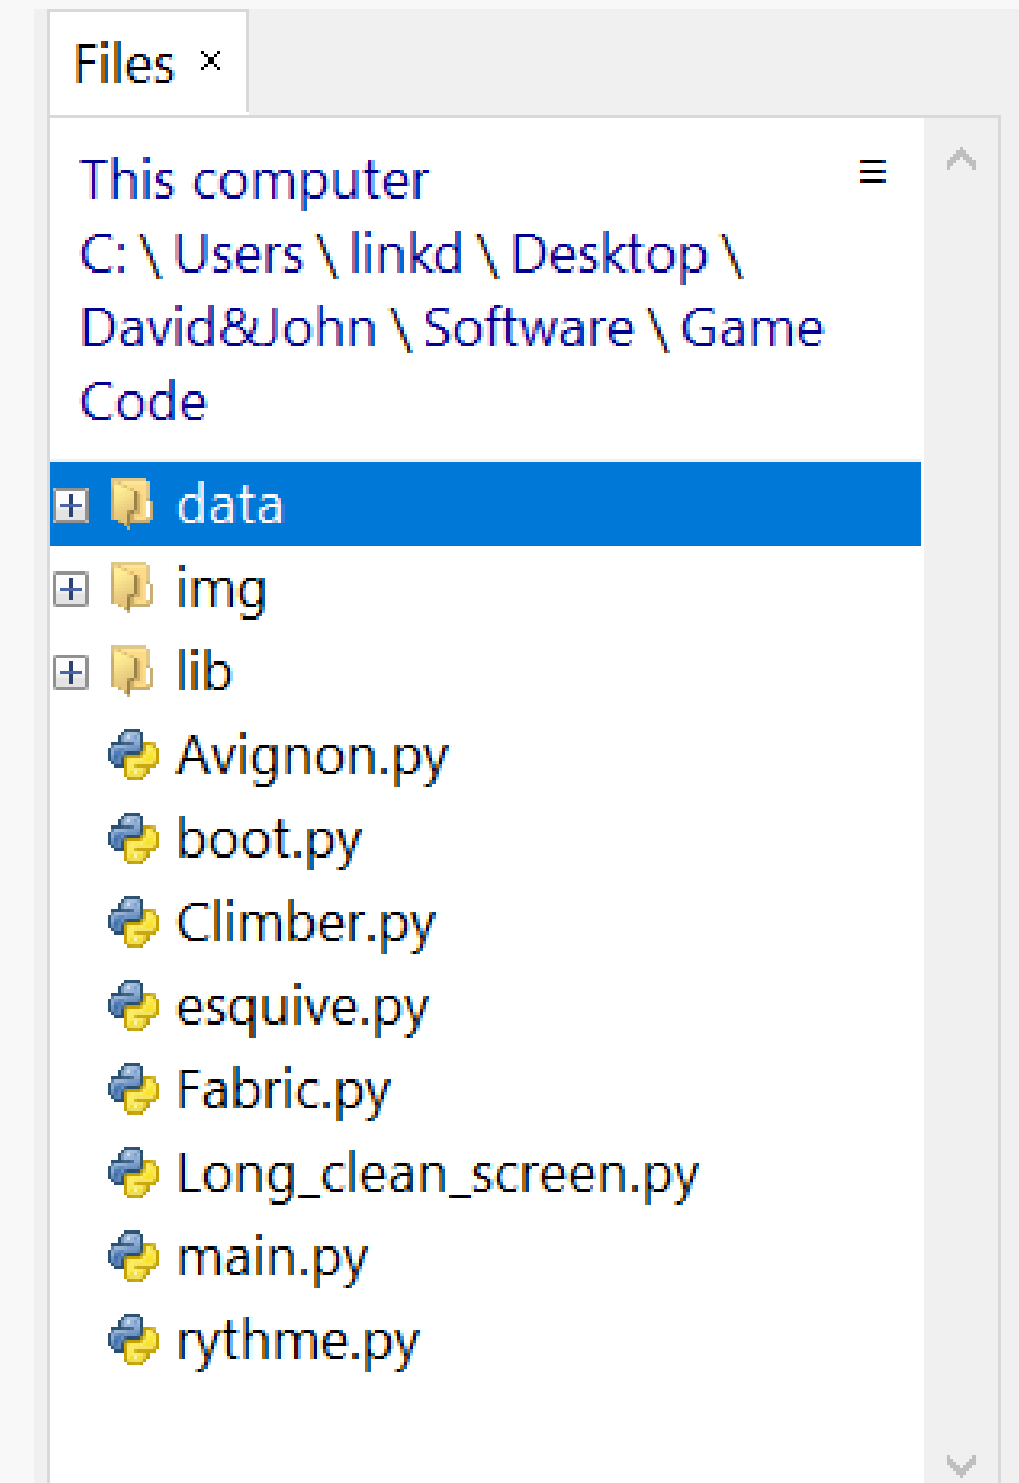 Files ×
This computer
C: \ Users \ linkd \ Desktop \
David&John \ Software \ Game
Code
data
img
lib
Avignon.py
boot.py
Climber.py
esquive.py
Fabric.py
Long_clean_screen.py
main.py
rythme.py